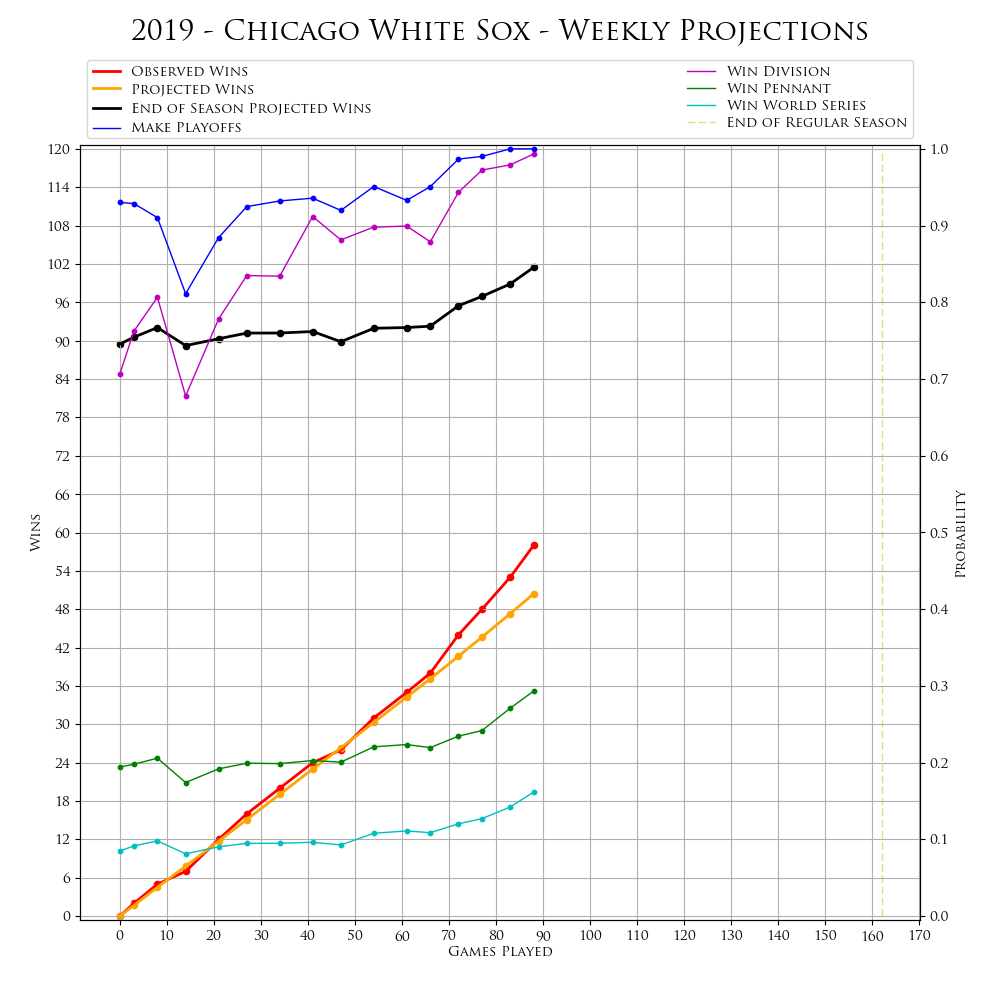 2019 - Chicago White Sox - Weekly Projections
Observed Wins
Projected Wins
End of Season Projected Wins
Make Playoffs
Win Division
Win Pennant
Win World Series
End of Regular Season
120
114
108
102
96
90
84
78
72
66
60
54
48
42
36
30
24
18
12
6
0
Wins
1.0
0.9
0.8
0.7
0.6
0.5
0.4
0.3
0.2
0.1
0.0
Probability
0 10 20 30 40 50 60 70 80 90 100 110 120 130 140 150 160 170
Games Played